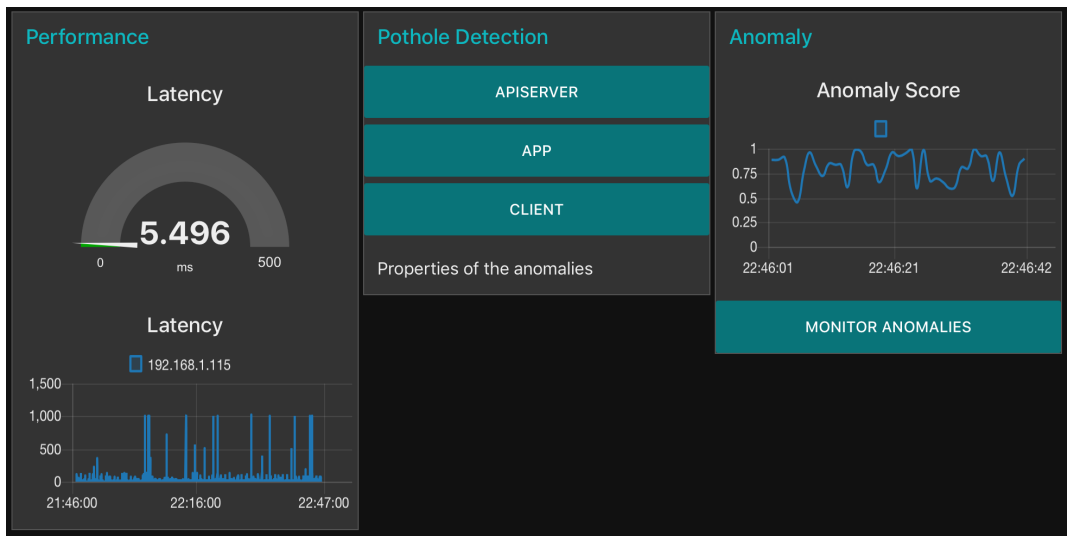 Performance
Latency
5.496
0
ms
500
Latency
192.168.1.115
1,500
1,000
500
0
21:46:00
22:16:00
22:47:00
Pothole Detection
APISERVER
APP
CLIENT
Properties of the anomalies
Anomaly
Anomaly Score
1
0.75
0.5
0.25
0
22:46:01
22:46:21
22:46:42
MONITOR ANOMALIES